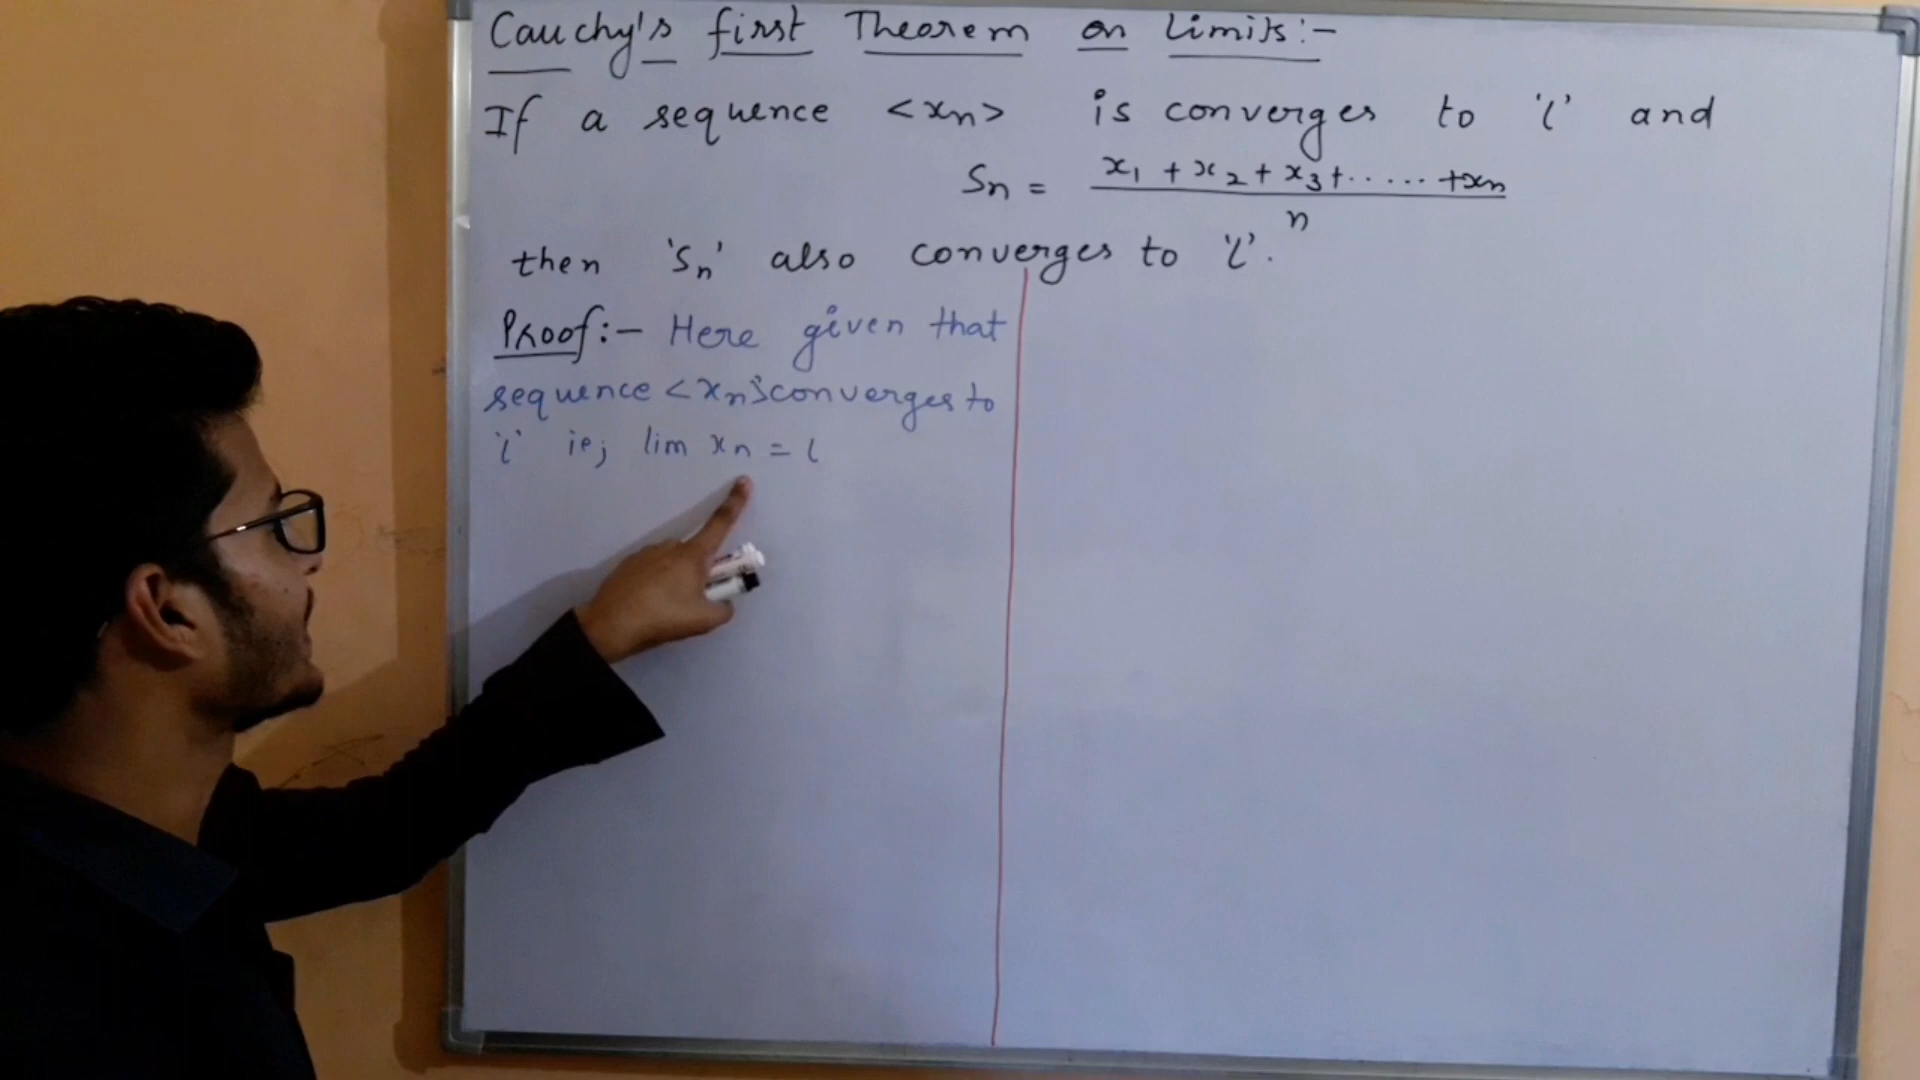 Cauchy's first Theorem on Limits:-
If a sequence <xn> is converges to 'l' and
Sn = x1 + x2 + x3 + ...... + xn
n
then 'Sn' also converges to 'l'.
Proof:- Here given that
sequence <xn> converges to
'l' ie; lim xn = l